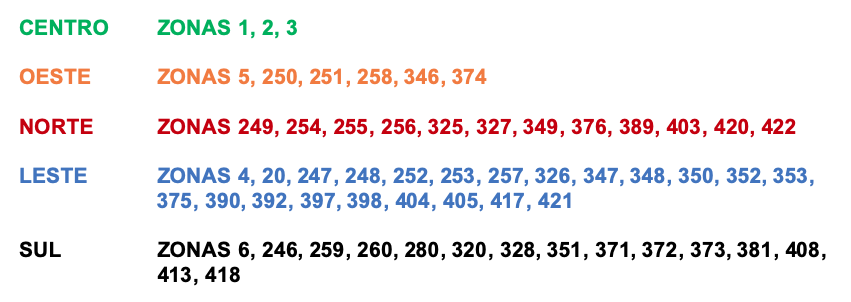 CENTRO ZONAS 1, 2, 3
OESTE ZONAS 5, 250, 251, 258, 346, 374
NORTE ZONAS 249, 254, 255, 256, 325, 327, 349, 376, 389, 403, 420, 422
LESTE ZONAS 4, 20, 247, 248, 252, 253, 257, 326, 347, 348, 350, 352, 353,
375, 390, 392, 397, 398, 404, 405, 417, 421
SUL ZONAS 6, 246, 259, 260, 280, 320, 328, 351, 371, 372, 373, 381, 408,
413, 418